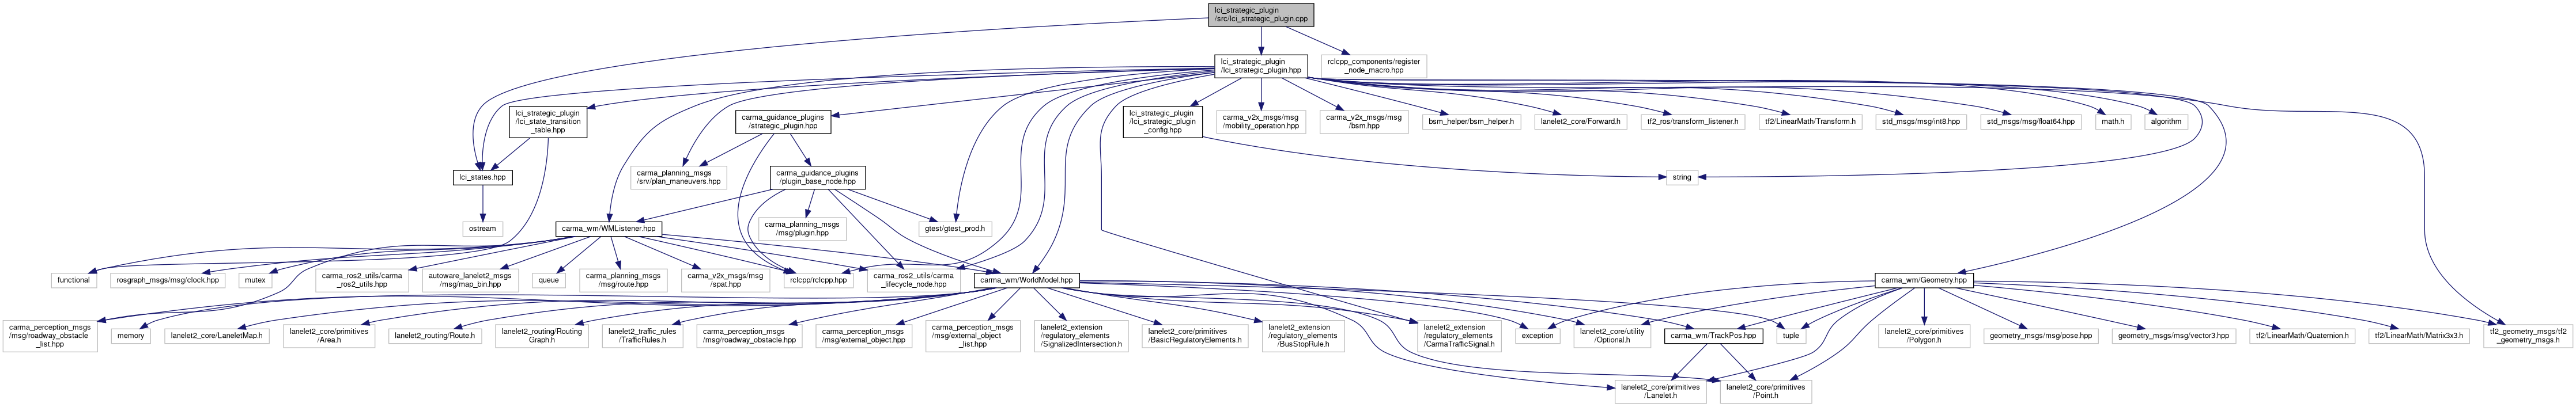 lci_strategic_plugin
/src/lci_strategic_plugin.cpp
lci_strategic_plugin
/lci_strategic_plugin.hpp
rclcpp_components/register
_node_macro.hpp
lci_strategic_plugin
/lci_state_transition
_table.hpp
carma_guidance_plugins
/strategic_plugin.hpp
lci_strategic_plugin
/lci_strategic_plugin
_config.hpp
carma_v2x_msgs/msg
/mobility_operation.hpp
carma_v2x_msgs/msg
/bsm.hpp
bsm_helper/bsm_helper.h
lanelet2_core/Forward.h
tf2_ros/transform_listener.h
tf2/LinearMath/Transform.h
std_msgs/msg/int8.hpp
std_msgs/msg/float64.hpp
math.h
algorithm
lci_states.hpp
carma_planning_msgs
/srv/plan_maneuvers.hpp
carma_guidance_plugins
/plugin_base_node.hpp
string
ostream
carma_wm/WMListener.hpp
carma_planning_msgs
/msg/plugin.hpp
gtest/gtest_prod.h
functional
rosgraph_msgs/msg/clock.hpp
mutex
carma_ros2_utils/carma
_ros2_utils.hpp
autoware_lanelet2_msgs
/msg/map_bin.hpp
queue
carma_planning_msgs
/msg/route.hpp
carma_v2x_msgs/msg
/spat.hpp
rclcpp/rclcpp.hpp
carma_ros2_utils/carma
_lifecycle_node.hpp
carma_wm/WorldModel.hpp
carma_wm/Geometry.hpp
carma_perception_msgs
/msg/roadway_obstacle
_list.hpp
memory
lanelet2_core/LaneletMap.h
lanelet2_core/primitives
/Area.h
lanelet2_routing/Route.h
lanelet2_routing/Routing
Graph.h
lanelet2_traffic_rules
/TrafficRules.h
carma_perception_msgs
/msg/roadway_obstacle.hpp
carma_perception_msgs
/msg/external_object.hpp
carma_perception_msgs
/msg/external_object
_list.hpp
lanelet2_extension
/regulatory_elements
/SignalizedIntersection.h
lanelet2_core/primitives
/BasicRegulatoryElements.h
lanelet2_extension
/regulatory_elements
/BusStopRule.h
lanelet2_extension
/regulatory_elements
/CarmaTrafficSignal.h
exception
lanelet2_core/utility
/Optional.h
carma_wm/TrackPos.hpp
tuple
lanelet2_core/primitives
/Polygon.h
geometry_msgs/msg/pose.hpp
geometry_msgs/msg/vector3.hpp
tf2/LinearMath/Quaternion.h
tf2/LinearMath/Matrix3x3.h
tf2_geometry_msgs/tf2
_geometry_msgs.h
lanelet2_core/primitives
/Lanelet.h
lanelet2_core/primitives
/Point.h